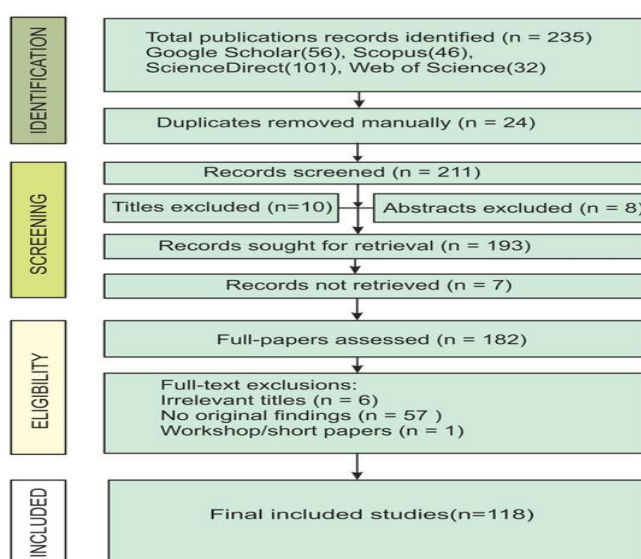 IDENTIFICATION
Total publications records identified (n = 235)
Google Scholar(56), Scopus(46),
ScienceDirect(101), Web of Science(32)
Duplicates removed manually (n = 24)
SCREENING
Records screened (n = 211)
Titles excluded (n=10)
Abstracts excluded (n = 8)
Records sought for retrieval (n = 193)
Records not retrieved (n = 7)
ELIGIBILITY
Full-papers assessed (n = 182)
Full-text exclusions:
Irrelevant titles (n = 6)
No original findings (n = 57 )
Workshop/short papers (n = 1)
INCLUDED
Final included studies(n=118)